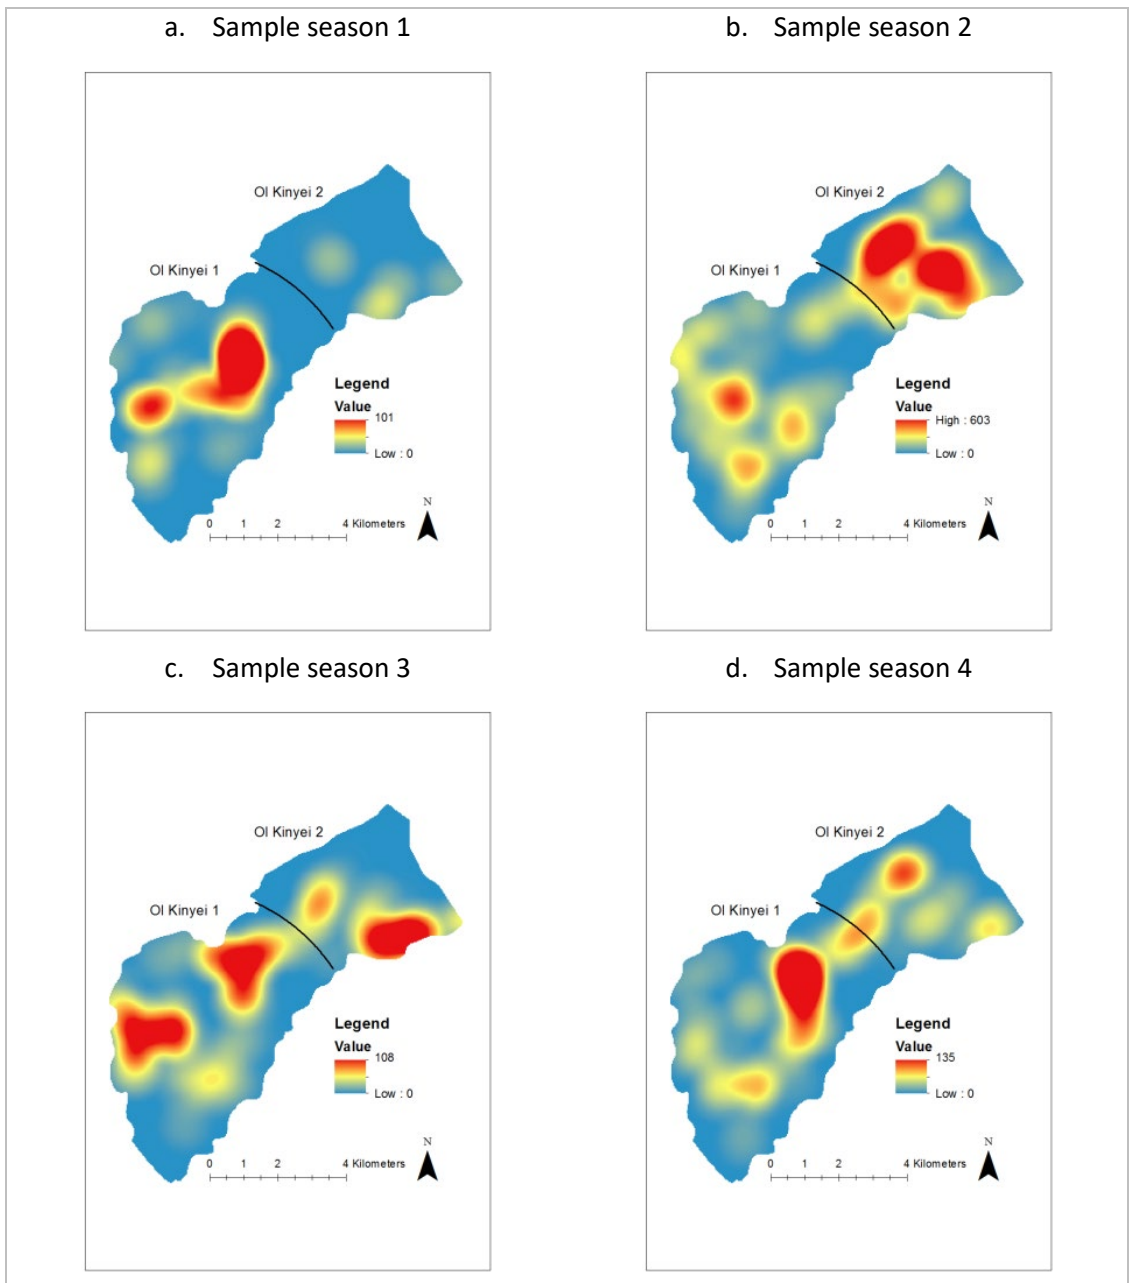 a. Sample season 1
Ol Kinyei 2
Ol Kinyei 1
Legend
Value
101
Low : 0
N
0 1 2 4 Kilometers
b. Sample season 2
Ol Kinyei 2
Ol Kinyei 1
Legend
Value
High : 603
Low : 0
N
0 1 2 4 Kilometers
c. Sample season 3
Ol Kinyei 2
Ol Kinyei 1
Legend
Value
108
Low : 0
N
0 1 2 4 Kilometers
d. Sample season 4
Ol Kinyei 2
Ol Kinyei 1
Legend
Value
135
Low : 0
N
0 1 2 4 Kilometers